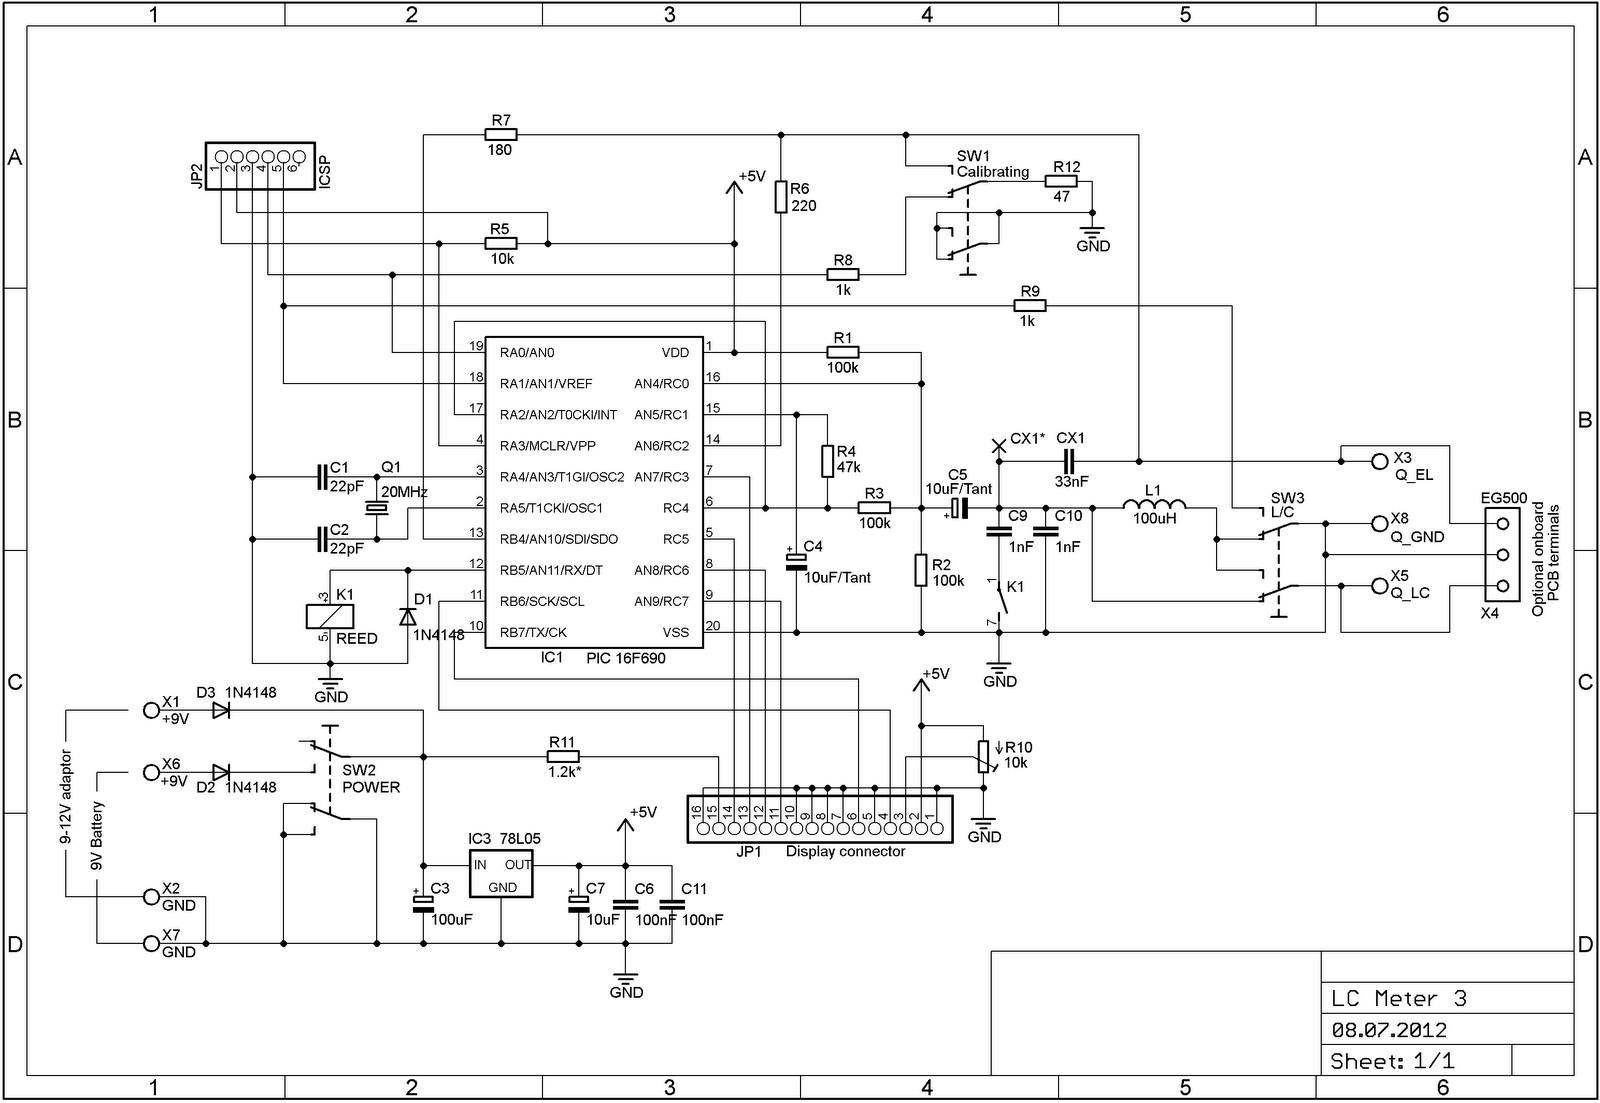 1 2 3 4 5 6
A A
B B
C C
D D
JP2
1 2 3 4 5 6
ICSP
R7
180
R5
10k
+5V
R6
220
R8
1k
SW1
Calibrating
R12
47
GND
R9
1k
R1
100k
19 RA0/AN0 VDD 1
18 RA1/AN1/VREF AN4/RC0 16
17 RA2/AN2/T0CKI/INT AN5/RC1 15
4 RA3/MCLR/VPP AN6/RC2 14
3 RA4/AN3/T1GI/OSC2 AN7/RC3 7
2 RA5/T1CKI/OSC1 RC4 6
13 RB4/AN10/SDI/SDO RC5 5
12 RB5/AN11/RX/DT AN8/RC6 8
11 RB6/SCK/SCL AN9/RC7 9
10 RB7/TX/CK VSS 20
IC1 PIC 16F690
C1
22pF
Q1
20MHz
C2
22pF
K1
+3
5
REED
D1
1N4148
GND
R4
47k
R3
100k
C5
10uF/Tant
+
C4
10uF/Tant
+
R2
100k
CX1*
CX1
33nF
C9
1nF
C10
1nF
K1
1
7
GND
L1
100uH
SW3
L/C
X3
Q_EL
X8
Q_GND
X5
Q_LC
EG500
X4
Optional onboard
PCB terminals
X1
+9V
D3 1N4148
X6
+9V
D2 1N4148
9-12V adaptor
9V Battery
SW2
POWER
X2
GND
X7
GND
R11
1.2k*
+5V
R10
10k
GND
16 15 14 13 12 11 10 9 8 7 6 5 4 3 2 1
JP1 Display connector
+5V
IC3 78L05
IN OUT
GND
+
C3
100uF
+
C7
10uF
C6
100nF
C11
100nF
GND
LC Meter 3
08.07.2012
Sheet: 1/1
1 2 3 4 5 6